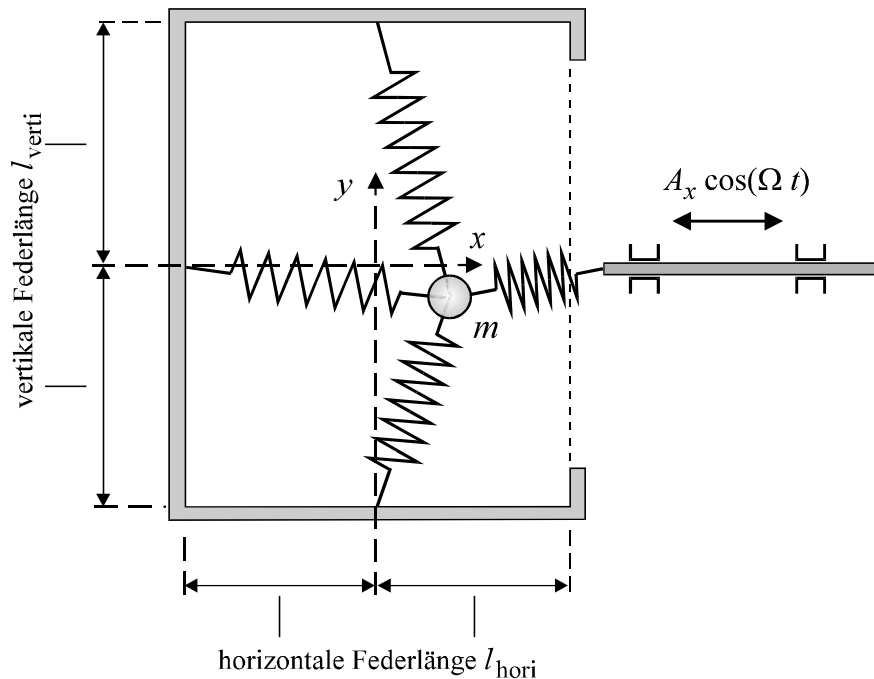 vertikale Federlänge l_verti
y
x
A_x cos(Ω t)
m
horizontale Federlänge l_hori